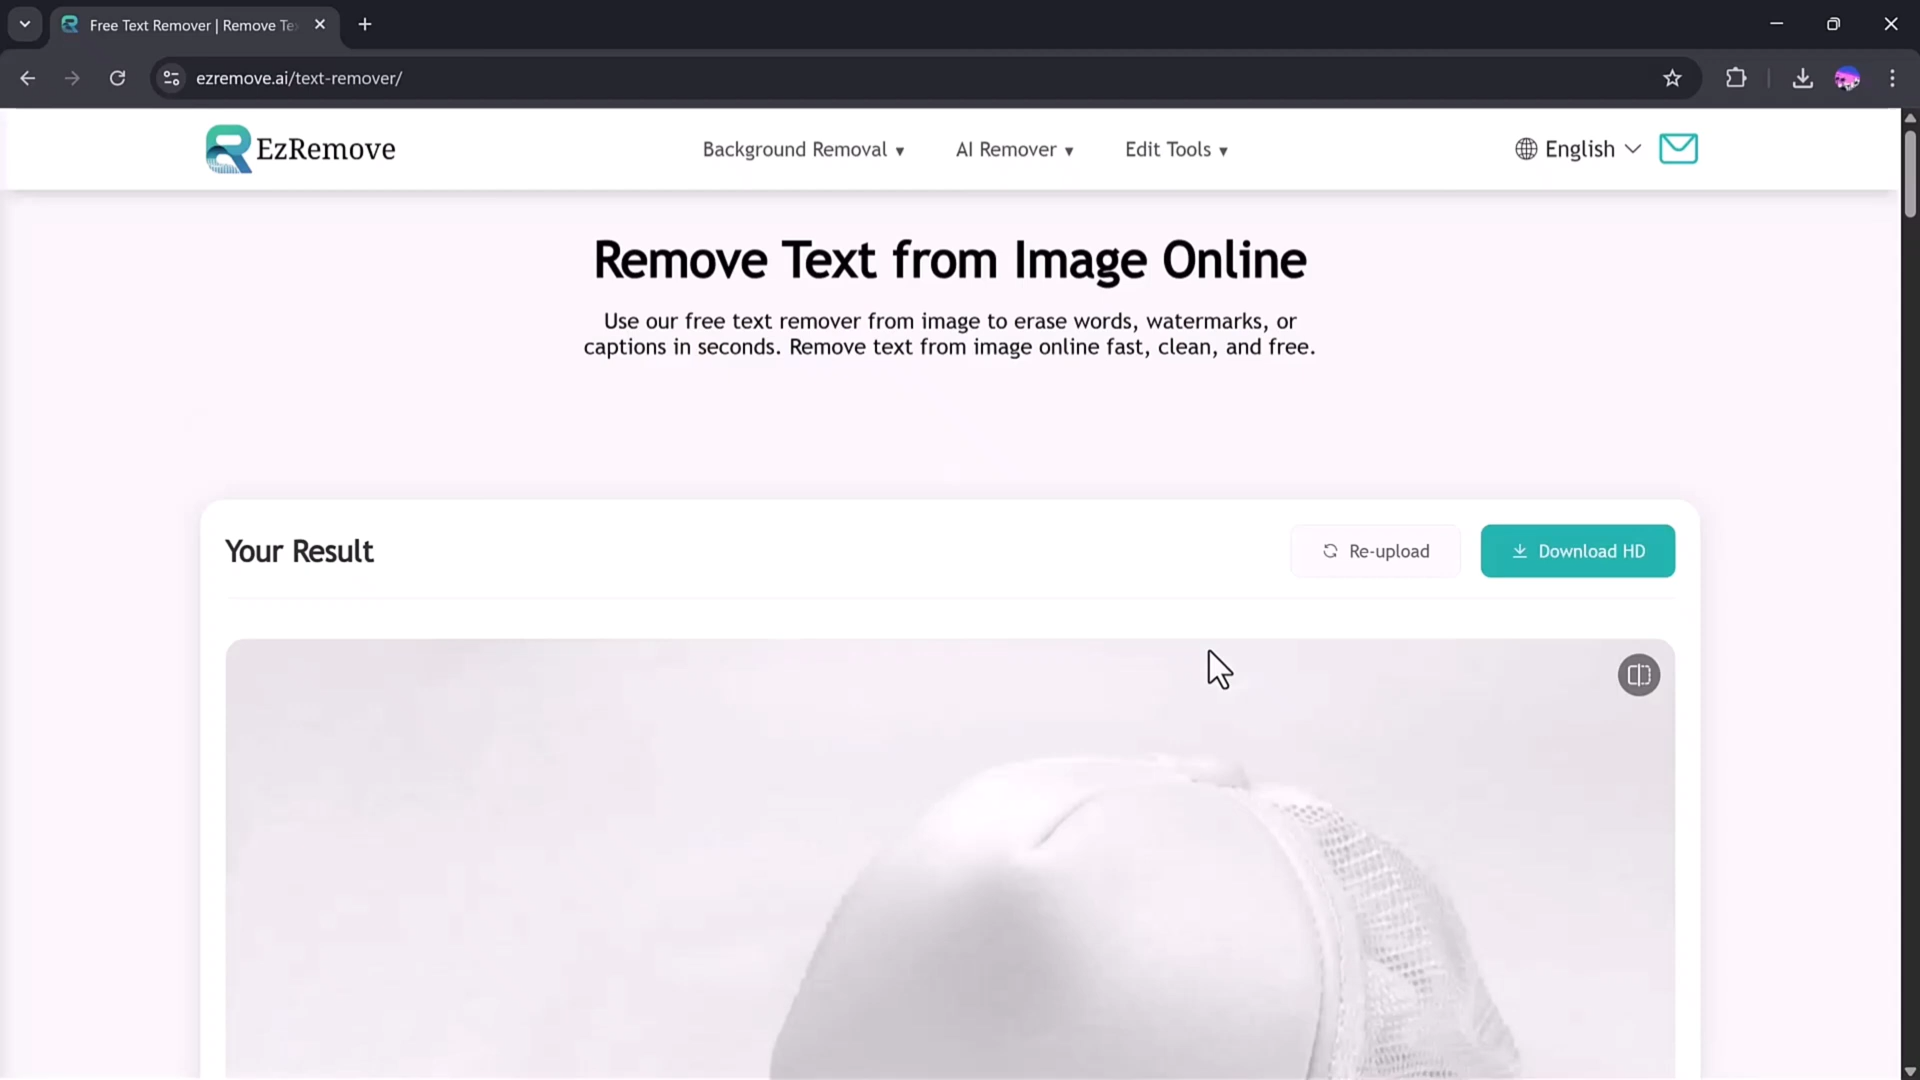 Free Text Remover | Remove Te
ezremove.ai/text-remover/
EzRemove
Background Removal ▾
AI Remover ▾
Edit Tools ▾
English
Remove Text from Image Online
Use our free text remover from image to erase words, watermarks, or
captions in seconds. Remove text from image online fast, clean, and free.
Your Result
Re-upload
Download HD